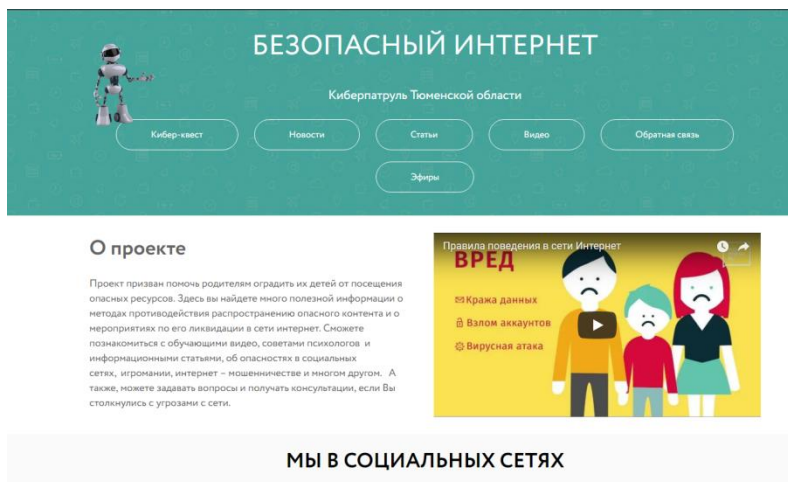 БЕЗОПАСНЫЙ ИНТЕРНЕТ
Киберпатруль Тюменской области
Кибер-квест
Новости
Статьи
Видео
Обратная связь
Эфиры
О проекте
Проект призван помочь родителям оградить их детей от посещения
опасных ресурсов. Здесь вы найдете много полезной информации о
методах противодействия распространению опасного контента и о
мероприятиях по его ликвидации в сети интернет. Сможете
познакомиться с обучающими видео, советами психологов и
информационными статьями, об опасностях в социальных
сетях, игромании, интернет – мошенничестве и многом другом. А
также, можете задавать вопросы и получать консультации, если Вы
столкнулись с угрозами с сети.
Правила поведения в сети Интернет
ВРЕД
Кража данных
Взлом аккаунтов
Вирусная атака
МЫ В СОЦИАЛЬНЫХ СЕТЯХ